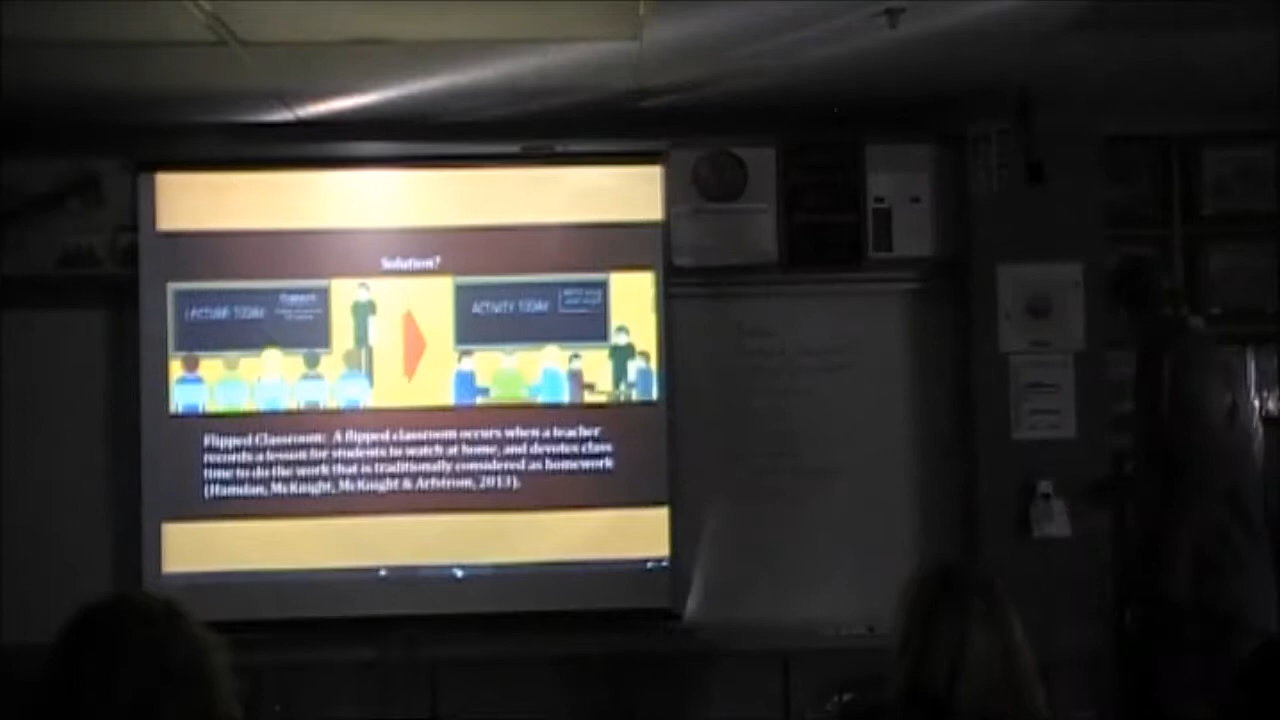 Solution?
LECTURE TODAY
ACTIVITY TODAY
Flipped Classroom: A flipped classroom occurs when a teacher
records a lesson for students to watch at home, and devotes class
time to do the work that is traditionally considered as homework
(Hamdan, McKnight, McKnight & Arfstrom, 2013).